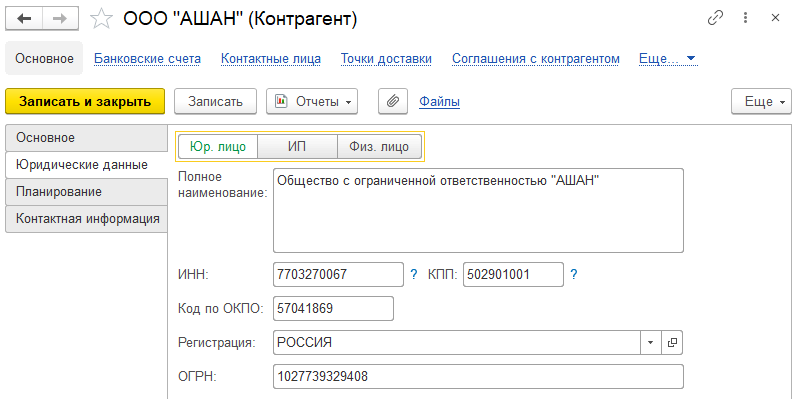 ООО "АШАН" (Контрагент)
Основное Банковские счета Контактные лица Точки доставки Соглашения с контрагентом Еще...
Записать и закрыть Записать Отчеты Файлы Еще
Основное
Юридические данные
Планирование
Контактная информация
Юр. лицо ИП Физ. лицо
Полное
наименование:
Общество с ограниченной ответственностью "АШАН"
ИНН: 7703270067 ? КПП: 502901001 ?
Код по ОКПО: 57041869
Регистрация: РОССИЯ
ОГРН: 1027739329408